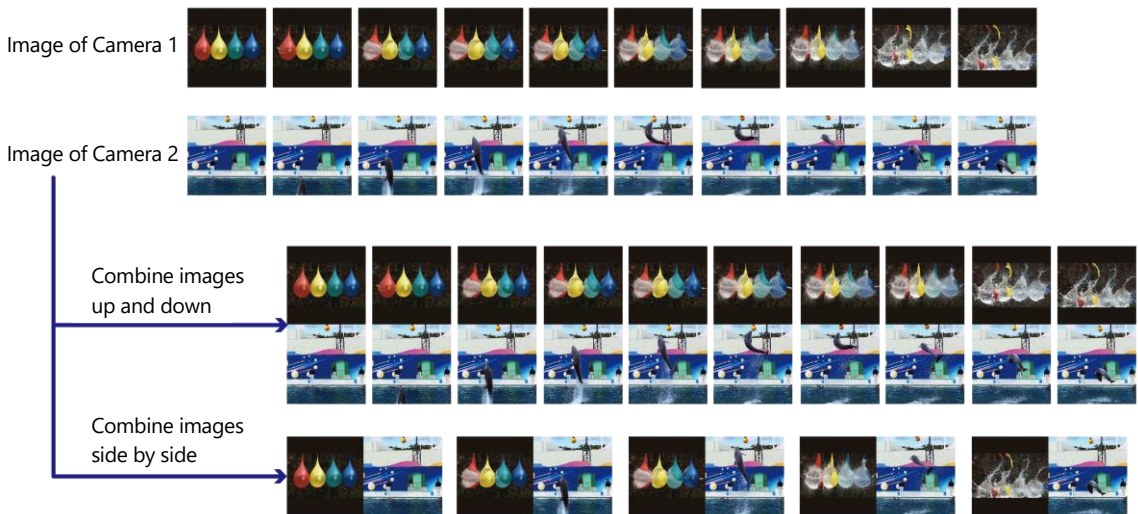 Image of Camera 1
Image of Camera 2
Combine images
up and down
Combine images
side by side